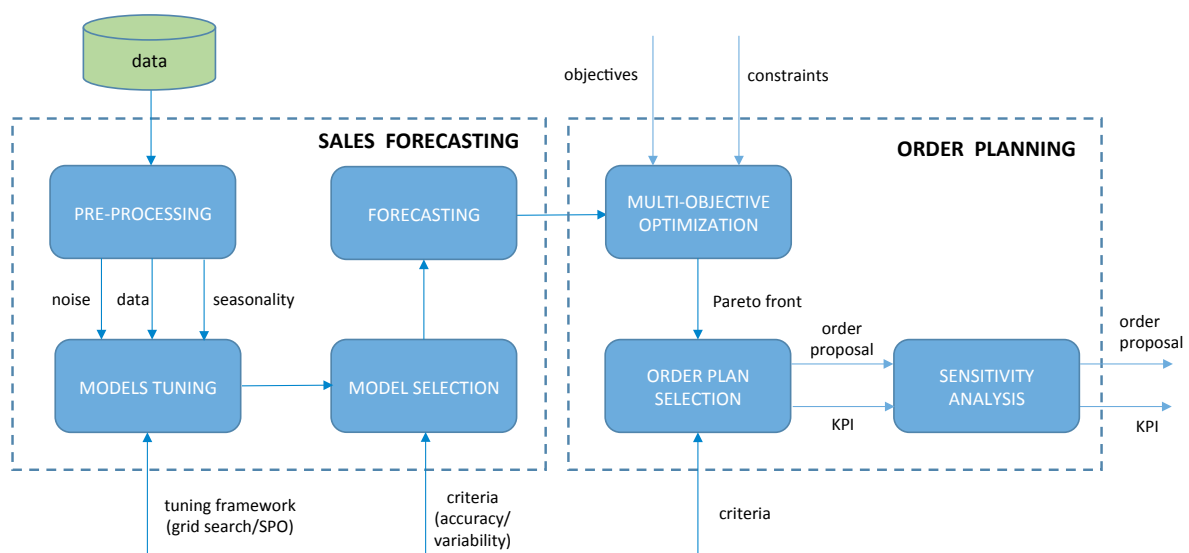 data
objectives
constraints
SALES FORECASTING
ORDER PLANNING
PRE-PROCESSING
FORECASTING
MULTI-OBJECTIVE
OPTIMIZATION
noise
data
seasonality
Pareto front
order
proposal
order
proposal
MODELS TUNING
MODEL SELECTION
ORDER PLAN
SELECTION
SENSITIVITY
ANALYSIS
KPI
KPI
tuning framework
(grid search/SPO)
criteria
(accuracy/
variability)
criteria